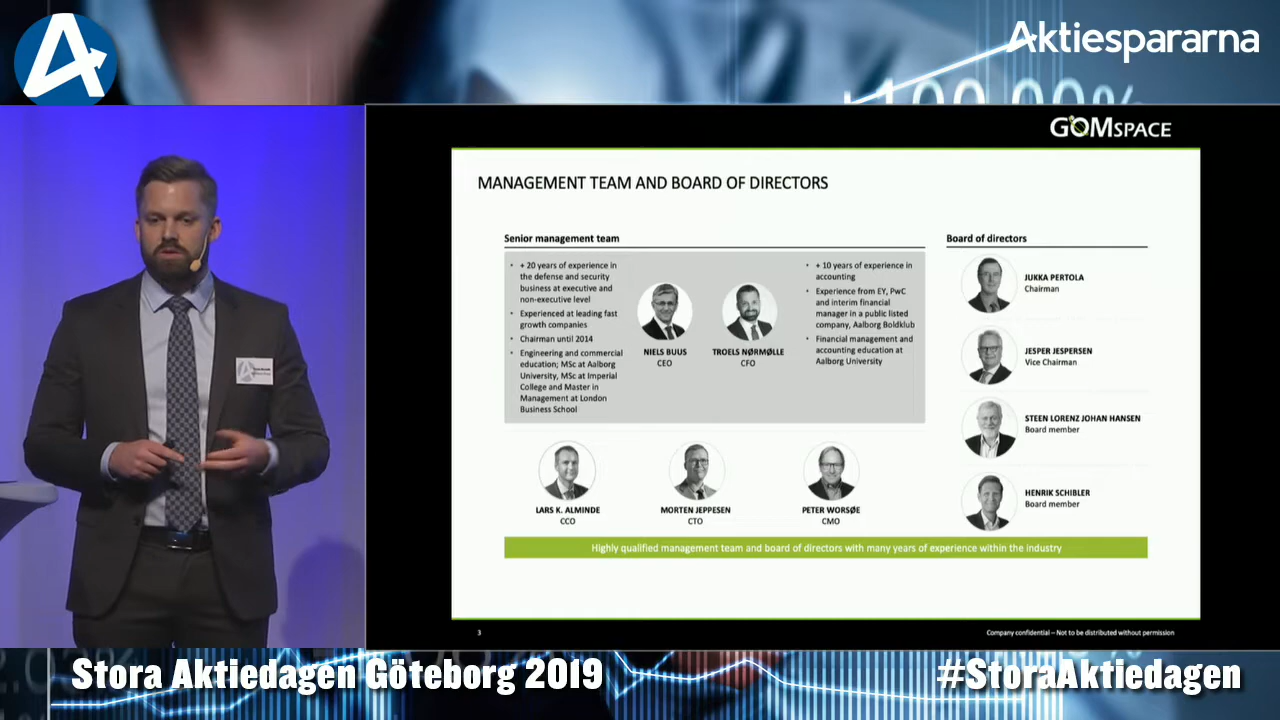 Aktiespararna
+100.00%
GOMSPACE
MANAGEMENT TEAM AND BOARD OF DIRECTORS
Senior management team
• + 20 years of experience in
the defense and security
business at executive and
non-executive level
• Experienced at leading fast
growth companies
• Chairman until 2014
• Engineering and commercial
education; MSc at Aalborg
University, MSc at Imperial
College and Master in
Management at London
Business School
NIELS BUUS
CEO
TROELS NØRMØLLE
CFO
• + 10 years of experience in
accounting
• Experience from EY, PwC
and interim financial
manager in a public listed
company, Aalborg Boldklub
• Financial management and
accounting education at
Aalborg University
LARS K. ALMINDE
CCO
MORTEN JEPPESEN
CTO
PETER WORSØE
CMO
Board of directors
JUKKA PERTOLA
Chairman
JESPER JESPERSEN
Vice Chairman
STEEN LORENZ JOHAN HANSEN
Board member
HENRIK SCHIBLER
Board member
Highly qualified management team and board of directors with many years of experience within the industry
3
Company confidential – Not to be distributed without permission
Stora Aktiedagen Göteborg 2019
#StoraAktiedagen